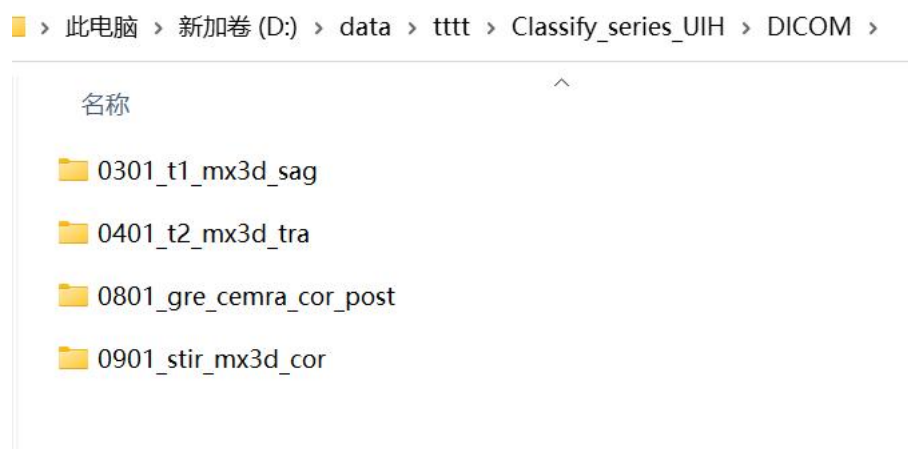 此电脑 > 新加卷 (D:) > data > tttt > Classify_series_UIH > DICOM >
名称
0301_t1_mx3d_sag
0401_t2_mx3d_tra
0801_gre_cemra_cor_post
0901_stir_mx3d_cor